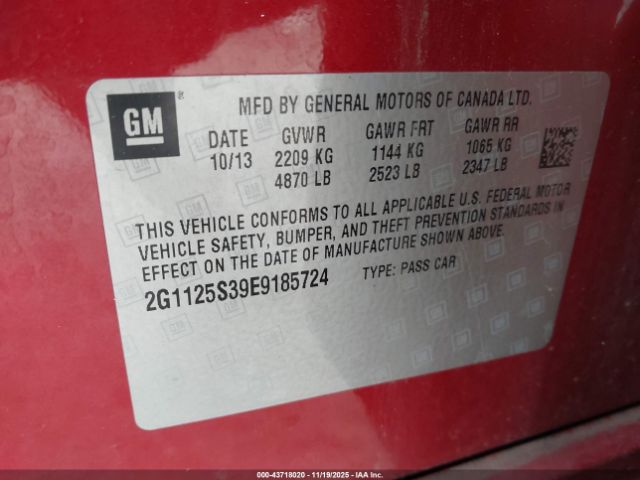 GM ®
MFD BY GENERAL MOTORS OF CANADA LTD.
DATE GVWR GAWR FRT GAWR RR
10/13 2209 KG 1144 KG 1065 KG
4870 LB 2523 LB 2347 LB
THIS VEHICLE CONFORMS TO ALL APPLICABLE U.S. FEDERAL MOTOR
VEHICLE SAFETY, BUMPER, AND THEFT PREVENTION STANDARDS IN
EFFECT ON THE DATE OF MANUFACTURE SHOWN ABOVE.
2G1125S39E9185724 TYPE: PASS CAR
000-43718020 - 11/19/2025 - IAA Inc.